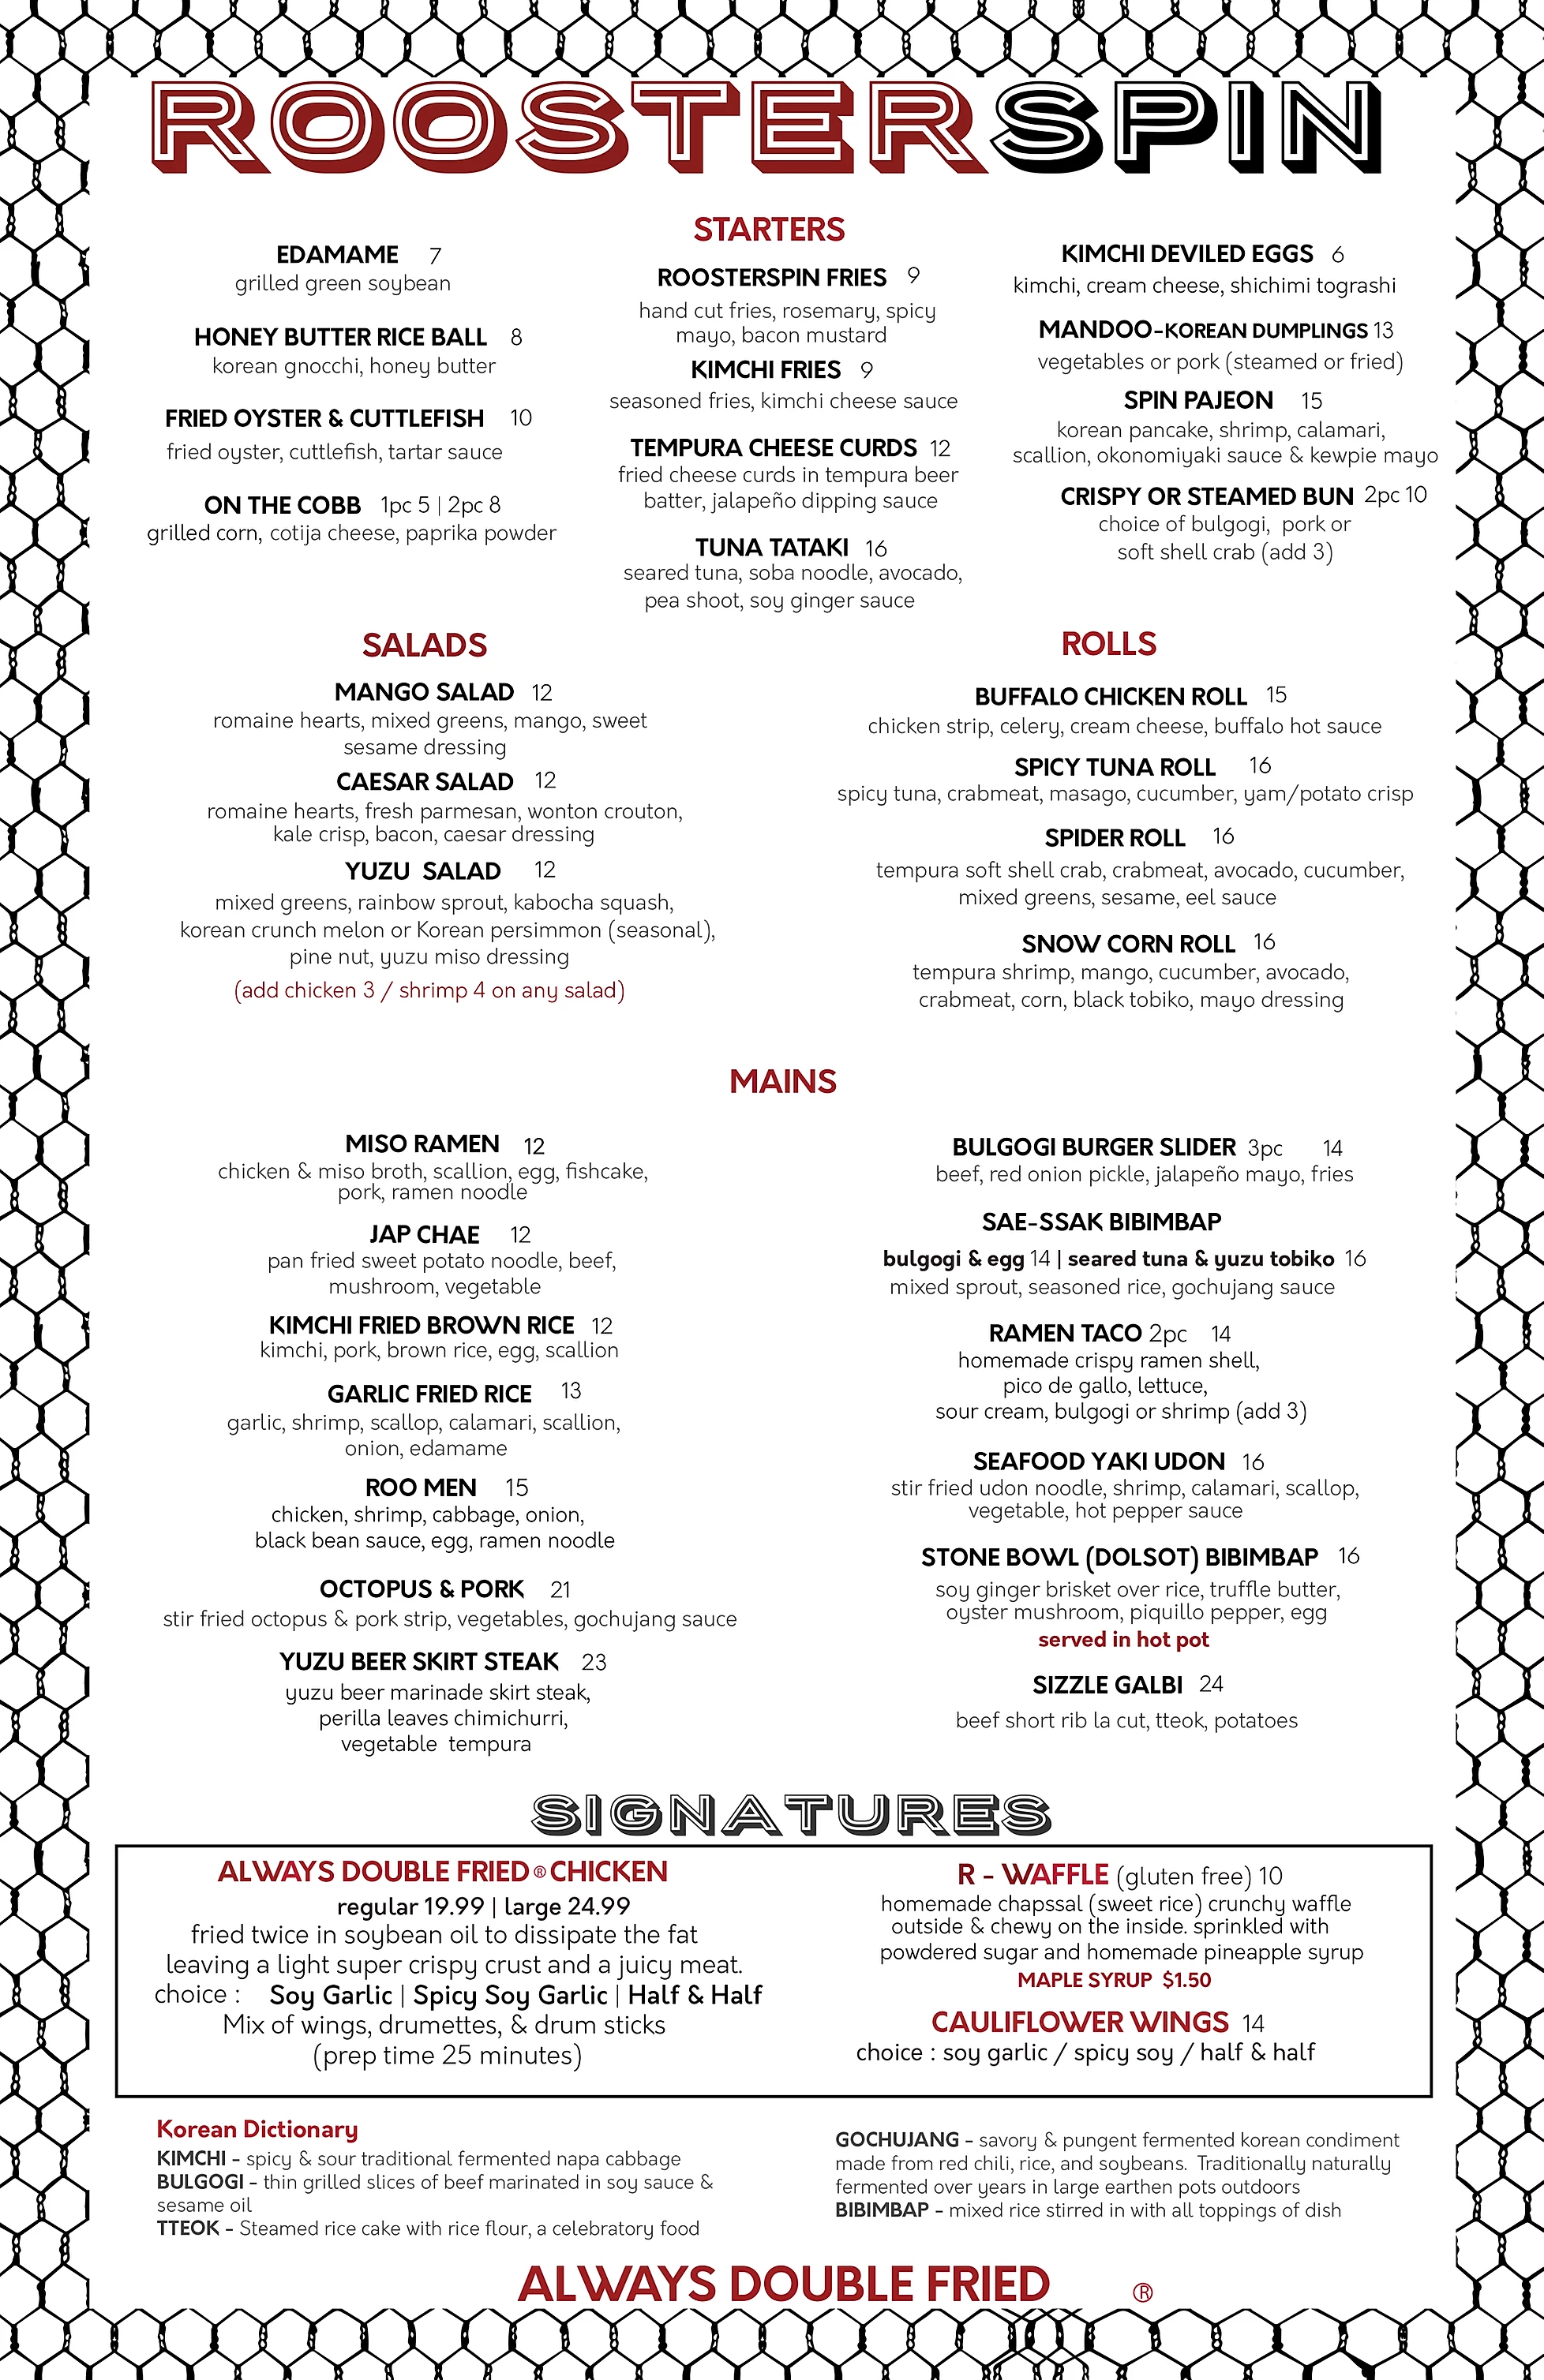 ROOSTERSPIN
STARTERS
EDAMAME 7
grilled green soybean
HONEY BUTTER RICE BALL 8
korean gnocchi, honey butter
FRIED OYSTER & CUTTLEFISH 10
fried oyster, cuttlefish, tartar sauce
ON THE COBB 1pc 5 | 2pc 8
grilled corn, cotija cheese, paprika powder
ROOSTERSPIN FRIES 9
hand cut fries, rosemary, spicy
mayo, bacon mustard
KIMCHI FRIES 9
seasoned fries, kimchi cheese sauce
TEMPURA CHEESE CURDS 12
fried cheese curds in tempura beer
batter, jalapeño dipping sauce
TUNA TATAKI 16
seared tuna, soba noodle, avocado,
pea shoot, soy ginger sauce
KIMCHI DEVILED EGGS 6
kimchi, cream cheese, shichimi tograshi
MANDOO-KOREAN DUMPLINGS 13
vegetables or pork (steamed or fried)
SPIN PAJEON 15
korean pancake, shrimp, calamari,
scallion, okonomiyaki sauce & kewpie mayo
CRISPY OR STEAMED BUN 2pc 10
choice of bulgogi, pork or
soft shell crab (add 3)
SALADS
MANGO SALAD 12
romaine hearts, mixed greens, mango, sweet
sesame dressing
CAESAR SALAD 12
romaine hearts, fresh parmesan, wonton crouton,
kale crisp, bacon, caesar dressing
YUZU SALAD 12
mixed greens, rainbow sprout, kabocha squash,
korean crunch melon or Korean persimmon (seasonal),
pine nut, yuzu miso dressing
(add chicken 3 / shrimp 4 on any salad)
ROLLS
BUFFALO CHICKEN ROLL 15
chicken strip, celery, cream cheese, buffalo hot sauce
SPICY TUNA ROLL 16
spicy tuna, crabmeat, masago, cucumber, yam/potato crisp
SPIDER ROLL 16
tempura soft shell crab, crabmeat, avocado, cucumber,
mixed greens, sesame, eel sauce
SNOW CORN ROLL 16
tempura shrimp, mango, cucumber, avocado,
crabmeat, corn, black tobiko, mayo dressing
MAINS
MISO RAMEN 12
chicken & miso broth, scallion, egg, fishcake,
pork, ramen noodle
JAP CHAE 12
pan fried sweet potato noodle, beef,
mushroom, vegetable
KIMCHI FRIED BROWN RICE 12
kimchi, pork, brown rice, egg, scallion
GARLIC FRIED RICE 13
garlic, shrimp, scallop, calamari, scallion,
onion, edamame
ROO MEN 15
chicken, shrimp, cabbage, onion,
black bean sauce, egg, ramen noodle
OCTOPUS & PORK 21
stir fried octopus & pork strip, vegetables, gochujang sauce
YUZU BEER SKIRT STEAK 23
yuzu beer marinade skirt steak,
perilla leaves chimichurri,
vegetable tempura
BULGOGI BURGER SLIDER 3pc 14
beef, red onion pickle, jalapeño mayo, fries
SAE-SSAK BIBIMBAP
bulgogi & egg 14 | seared tuna & yuzu tobiko 16
mixed sprout, seasoned rice, gochujang sauce
RAMEN TACO 2pc 14
homemade crispy ramen shell,
pico de gallo, lettuce,
sour cream, bulgogi or shrimp (add 3)
SEAFOOD YAKI UDON 16
stir fried udon noodle, shrimp, calamari, scallop,
vegetable, hot pepper sauce
STONE BOWL (DOLSOT) BIBIMBAP 16
soy ginger brisket over rice, truffle butter,
oyster mushroom, piquillo pepper, egg
served in hot pot
SIZZLE GALBI 24
beef short rib la cut, tteok, potatoes
SIGNATURES
ALWAYS DOUBLE FRIED ® CHICKEN
regular 19.99 | large 24.99
fried twice in soybean oil to dissipate the fat
leaving a light super crispy crust and a juicy meat.
choice : Soy Garlic | Spicy Soy Garlic | Half & Half
Mix of wings, drumettes, & drum sticks
(prep time 25 minutes)
R - WAFFLE (gluten free) 10
homemade chapssal (sweet rice) crunchy waffle
outside & chewy on the inside. sprinkled with
powdered sugar and homemade pineapple syrup
MAPLE SYRUP $1.50
CAULIFLOWER WINGS 14
choice : soy garlic / spicy soy / half & half
Korean Dictionary
KIMCHI - spicy & sour traditional fermented napa cabbage
BULGOGI - thin grilled slices of beef marinated in soy sauce &
sesame oil
TTEOK - Steamed rice cake with rice flour, a celebratory food
GOCHUJANG - savory & pungent fermented korean condiment
made from red chili, rice, and soybeans. Traditionally naturally
fermented over years in large earthen pots outdoors
BIBIMBAP - mixed rice stirred in with all toppings of dish
ALWAYS DOUBLE FRIED ®